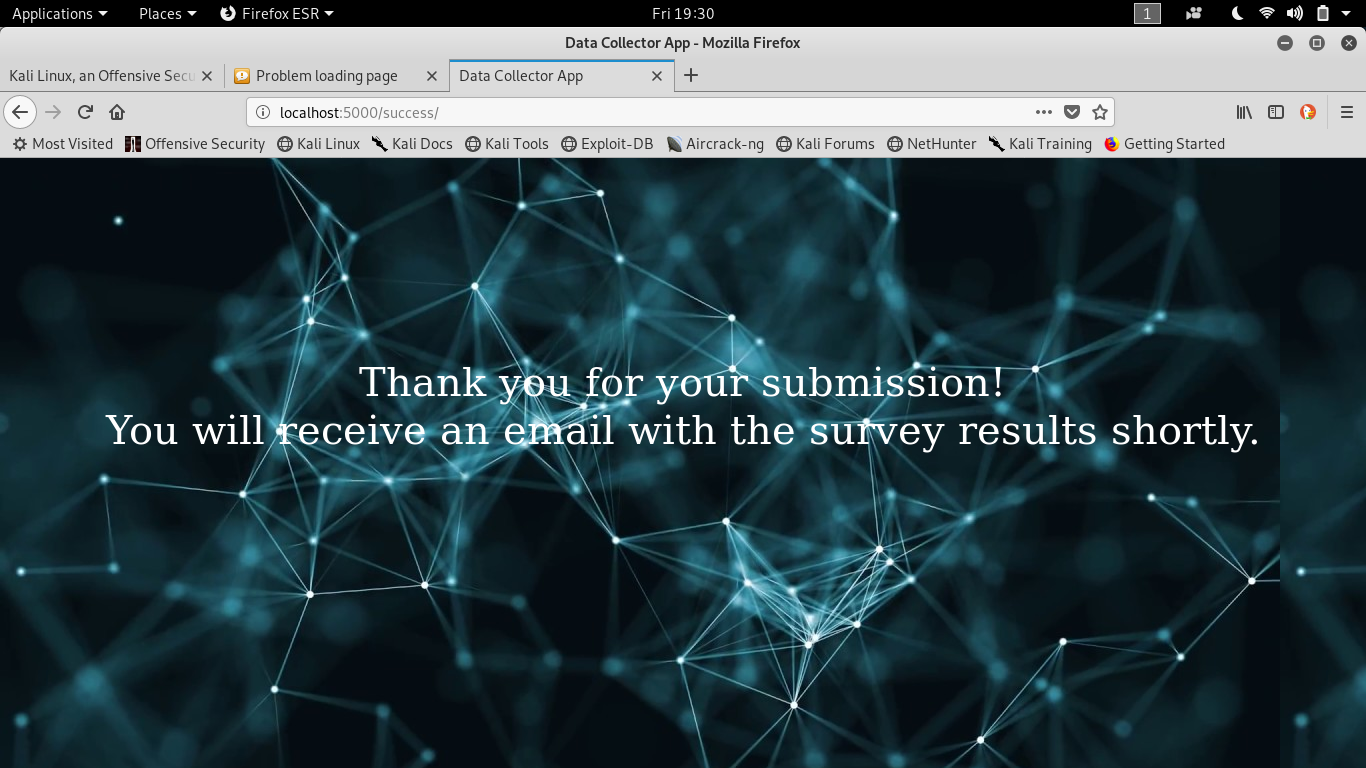 Applications Places Firefox ESR Fri 19:30 1
Data Collector App - Mozilla Firefox
Kali Linux, an Offensive Secu Problem loading page Data Collector App
localhost:5000/success/
Most Visited Offensive Security Kali Linux Kali Docs Kali Tools Exploit-DB Aircrack-ng Kali Forums NetHunter Kali Training Getting Started
Thank you for your submission!
You will receive an email with the survey results shortly.